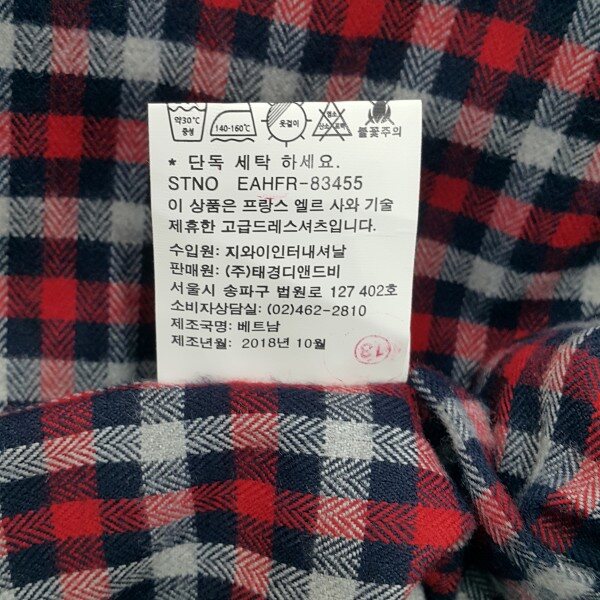 약30℃
중성
140-160℃
옷걸이
염소
산소 표백
불꽃주의
* 단독 세탁 하세요.
STNO EAHFR-83455
이 상품은 프랑스 엘르 사와 기술
제휴한 고급드레스셔츠입니다.
수입원: 지와이인터내셔날
판매원: (주)태경디앤드비
서울시 송파구 법원로 127 402호
소비자상담실: (02)462-2810
제조국명: 베트남
제조년월: 2018년 10월
13